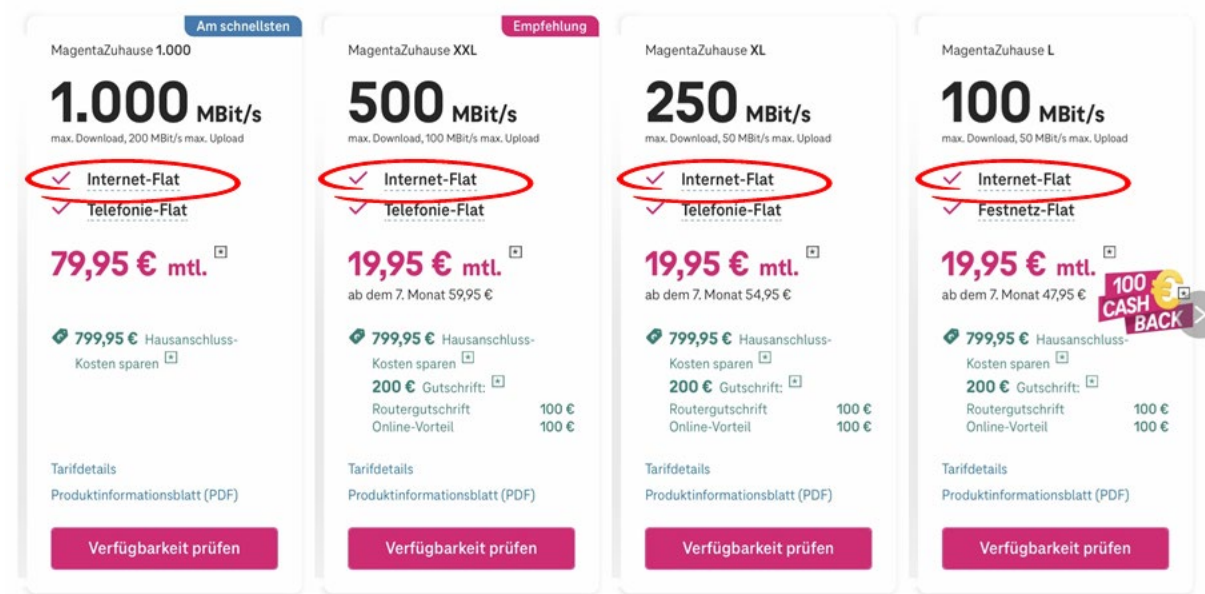 Am schnellsten
MagentaZuhause 1.000
1.000 MBit/s
max. Download, 200 MBit/s max. Upload
Internet-Flat
Telefonie-Flat
79,95 € mtl.
799,95 € Hausanschluss-
Kosten sparen
Tarifdetails
Produktinformationsblatt (PDF)
Verfügbarkeit prüfen
Empfehlung
MagentaZuhause XXL
500 MBit/s
max. Download, 100 MBit/s max. Upload
Internet-Flat
Telefonie-Flat
19,95 € mtl.
ab dem 7. Monat 59,95 €
799,95 € Hausanschluss-
Kosten sparen
200 € Gutschrift:
Routergutschrift 100 €
Online-Vorteil 100 €
Tarifdetails
Produktinformationsblatt (PDF)
Verfügbarkeit prüfen
MagentaZuhause XL
250 MBit/s
max. Download, 50 MBit/s max. Upload
Internet-Flat
Telefonie-Flat
19,95 € mtl.
ab dem 7. Monat 54,95 €
799,95 € Hausanschluss-
Kosten sparen
200 € Gutschrift:
Routergutschrift 100 €
Online-Vorteil 100 €
Tarifdetails
Produktinformationsblatt (PDF)
Verfügbarkeit prüfen
MagentaZuhause L
100 MBit/s
max. Download, 50 MBit/s max. Upload
Internet-Flat
Festnetz-Flat
19,95 € mtl.
ab dem 7. Monat 47,95 €
100 €
CASH
BACK
799,95 € Hausanschluss-
Kosten sparen
200 € Gutschrift:
Routergutschrift 100 €
Online-Vorteil 100 €
Tarifdetails
Produktinformationsblatt (PDF)
Verfügbarkeit prüfen